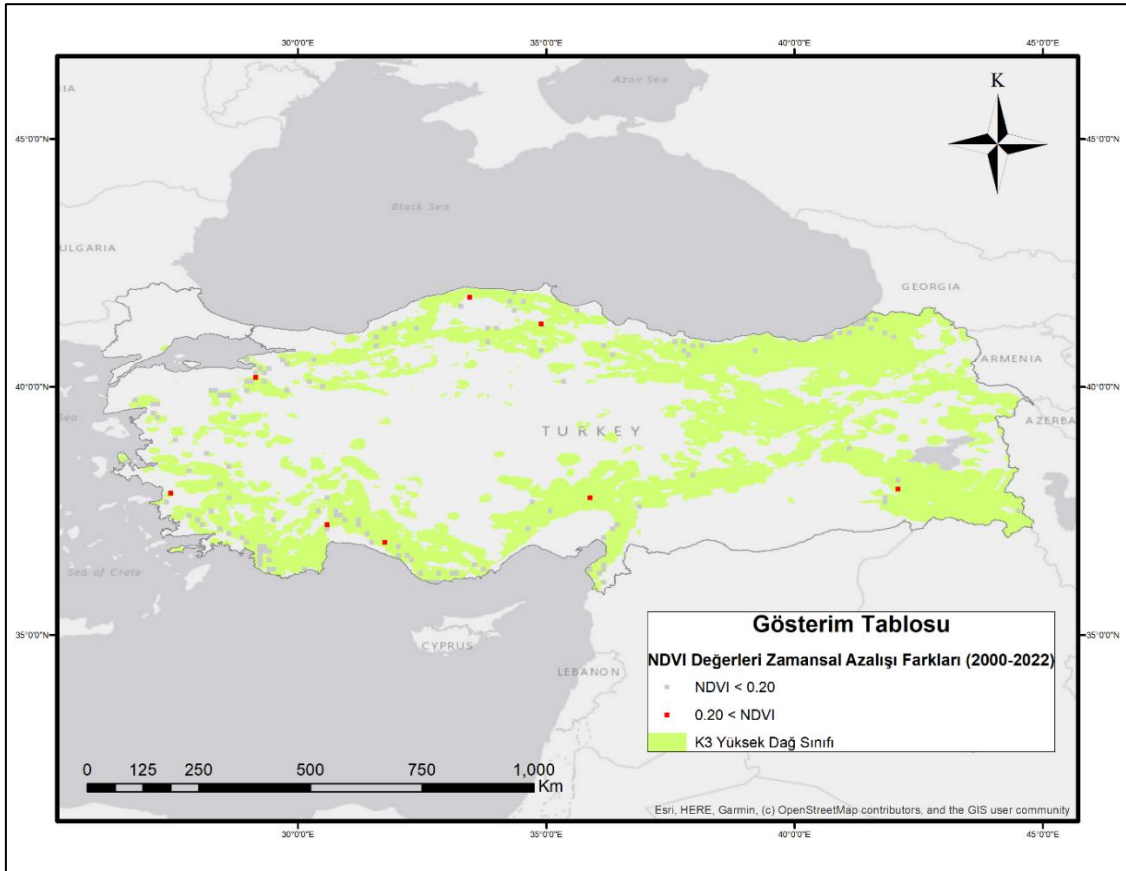 30°0'0"E 35°0'0"E 40°0'0"E 45°0'0"E
IA
Azov Sea
K
45°0'0"N 45°0'0"N
Black Sea
ULGARIA
GEORGIA
40°0'0"N 40°0'0"N
ARMENIA
Sea
AZERBA
TURKEY
Sea of Crete
35°0'0"N 35°0'0"N
CYPRUS
LEBANON
Gösterim Tablosu
NDVI Değerleri Zamansal Azalışı Farkları (2000-2022)
NDVI < 0.20
0.20 < NDVI
K3 Yüksek Dağ Sınıfı
0 125 250 500 750 1,000
Km
Esri, HERE, Garmin, (c) OpenStreetMap contributors, and the GIS user community
30°0'0"E 35°0'0"E 40°0'0"E 45°0'0"E